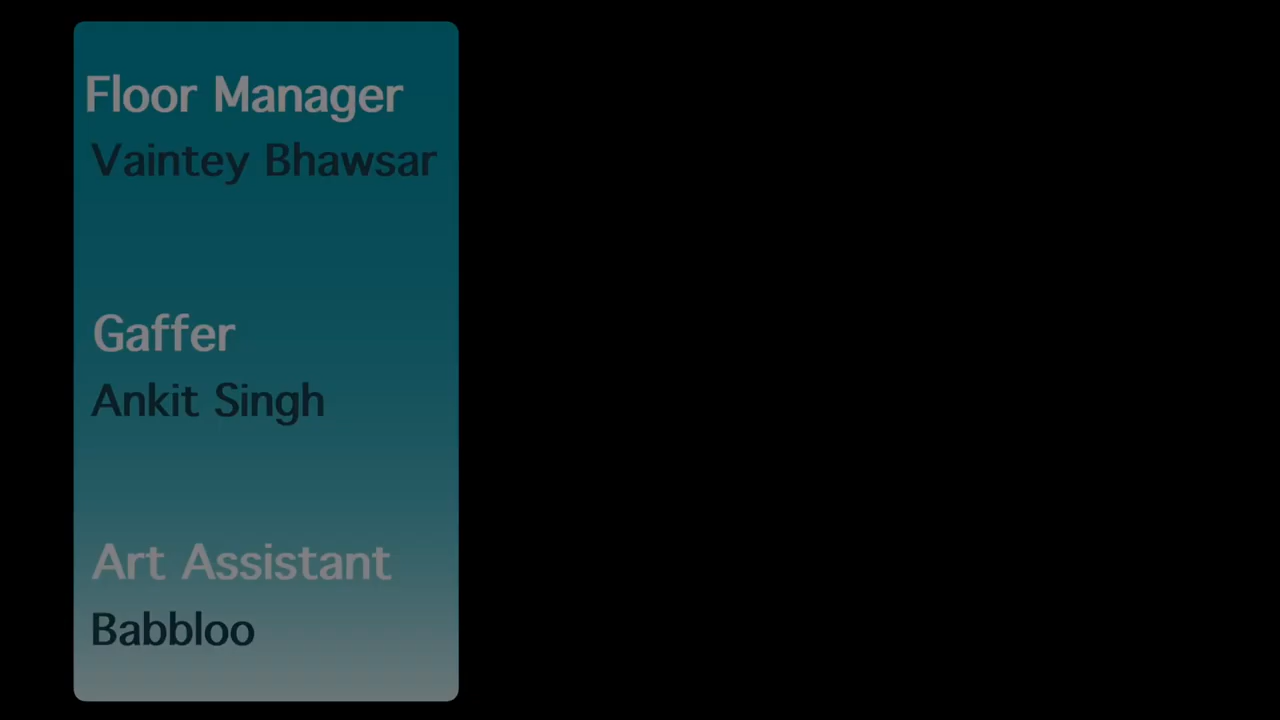 Floor Manager
Vaintey Bhawsar
Gaffer
Ankit Singh
Art Assistant
Babbloo